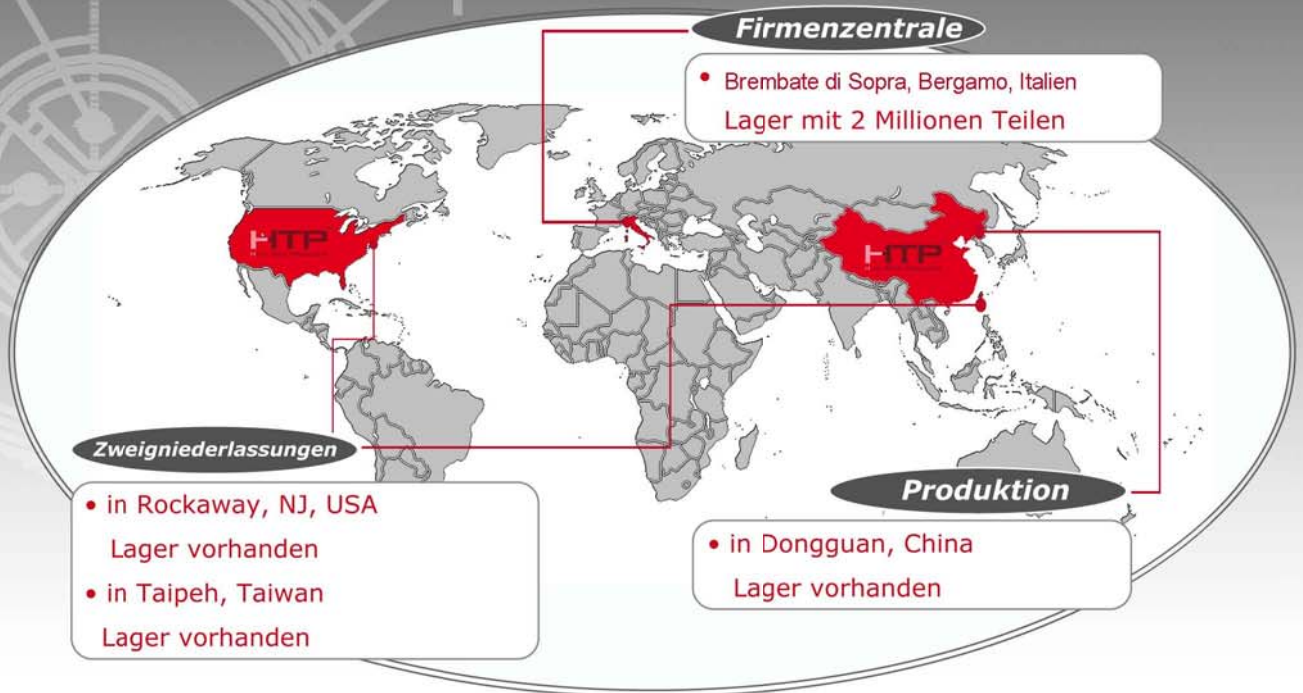 Firmenzentrale
• Brembate di Sopra, Bergamo, Italien
Lager mit 2 Millionen Teilen
HTP
HTP
Zweigniederlassungen
• in Rockaway, NJ, USA
Lager vorhanden
• in Taipeh, Taiwan
Lager vorhanden
Produktion
• in Dongguan, China
Lager vorhanden